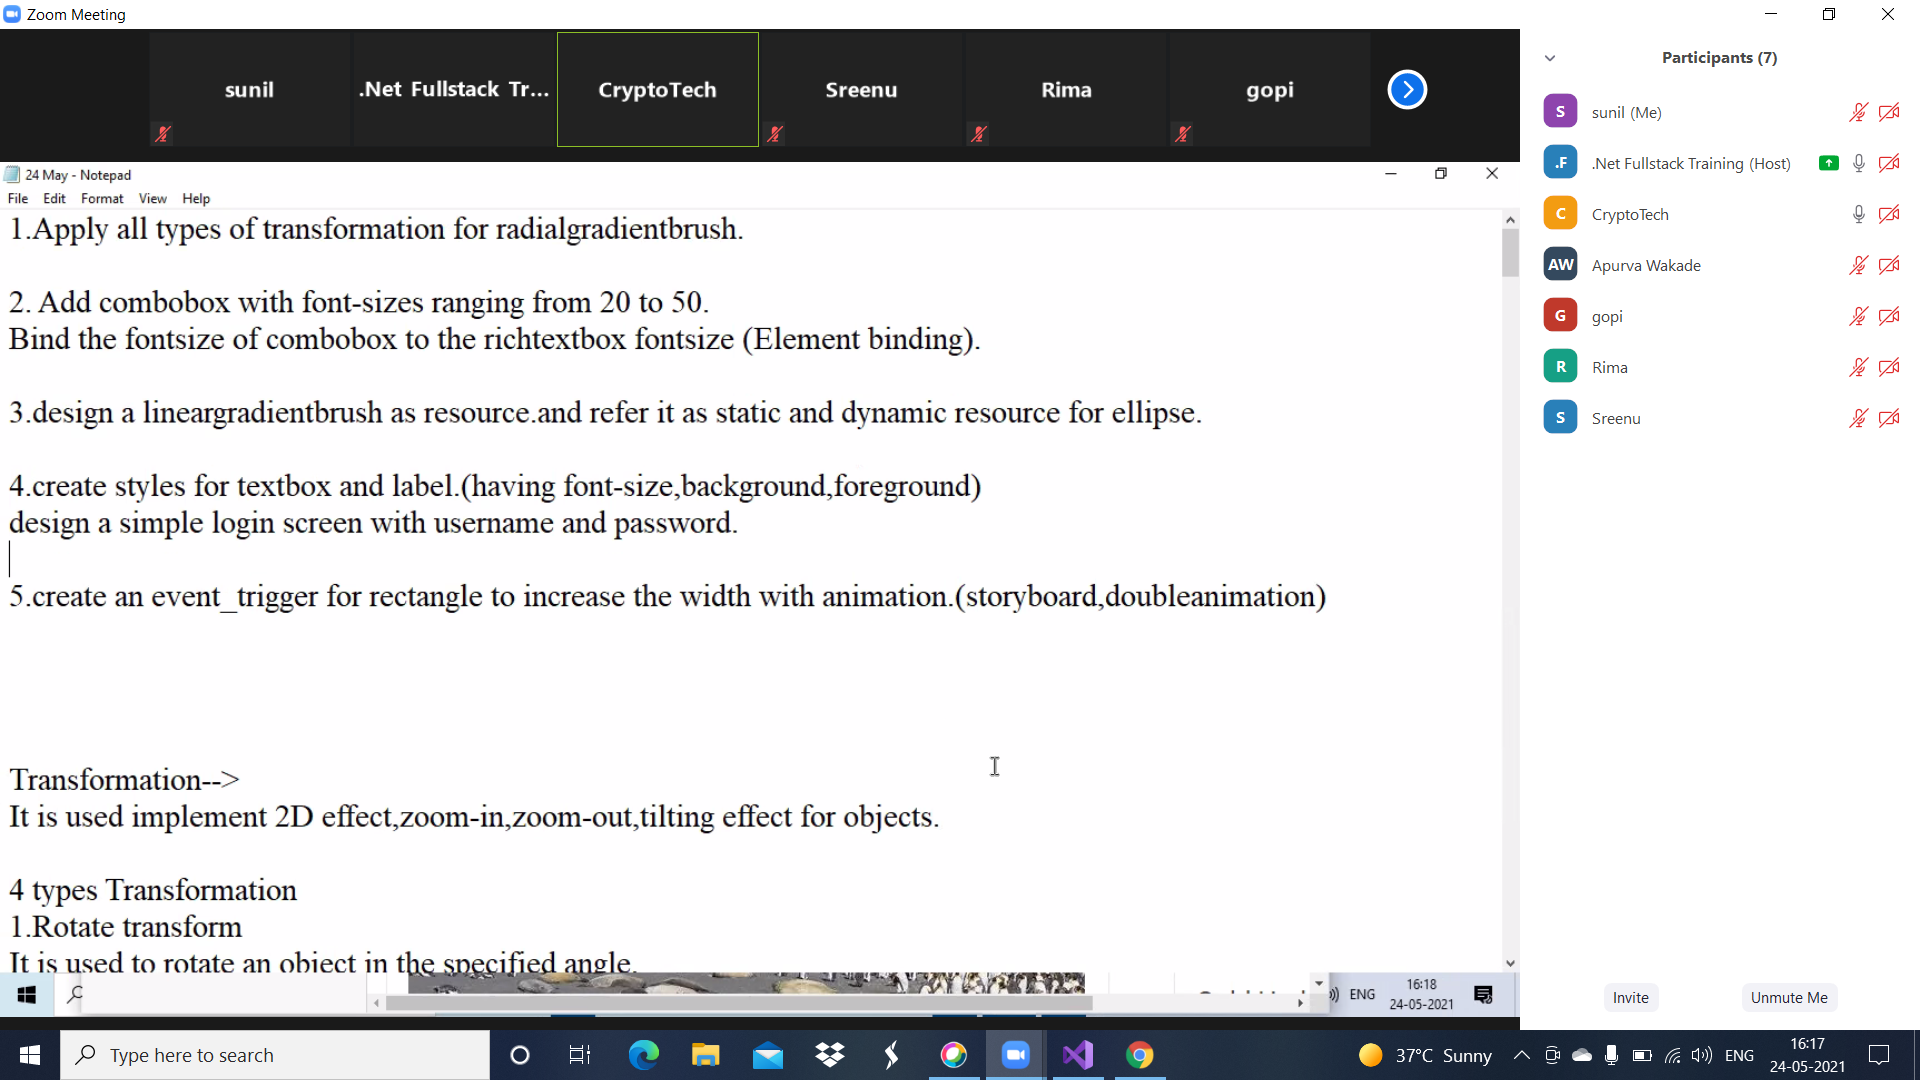 Zoom Meeting
sunil
.Net Fullstack Tr...
CryptoTech
Sreenu
Rima
gopi
24 May - Notepad
File Edit Format View Help
1.Apply all types of transformation for radialgradientbrush.
2. Add combobox with font-sizes ranging from 20 to 50.
Bind the fontsize of combobox to the richtextbox fontsize (Element binding).
3.design a lineargradientbrush as resource.and refer it as static and dynamic resource for ellipse.
4.create styles for textbox and label.(having font-size,background,foreground)
design a simple login screen with username and password.
5.create an event_trigger for rectangle to increase the width with animation.(storyboard,doubleanimation)
Transformation-->
It is used implement 2D effect,zoom-in,zoom-out,tilting effect for objects.
4 types Transformation
1.Rotate transform
It is used to rotate an object in the specified angle.
ENG
16:18
24-05-2021
Participants (7)
S sunil (Me)
.F .Net Fullstack Training (Host)
C CryptoTech
AW Apurva Wakade
G gopi
R Rima
S Sreenu
Invite
Unmute Me
Type here to search
37°C Sunny
ENG
16:17
24-05-2021